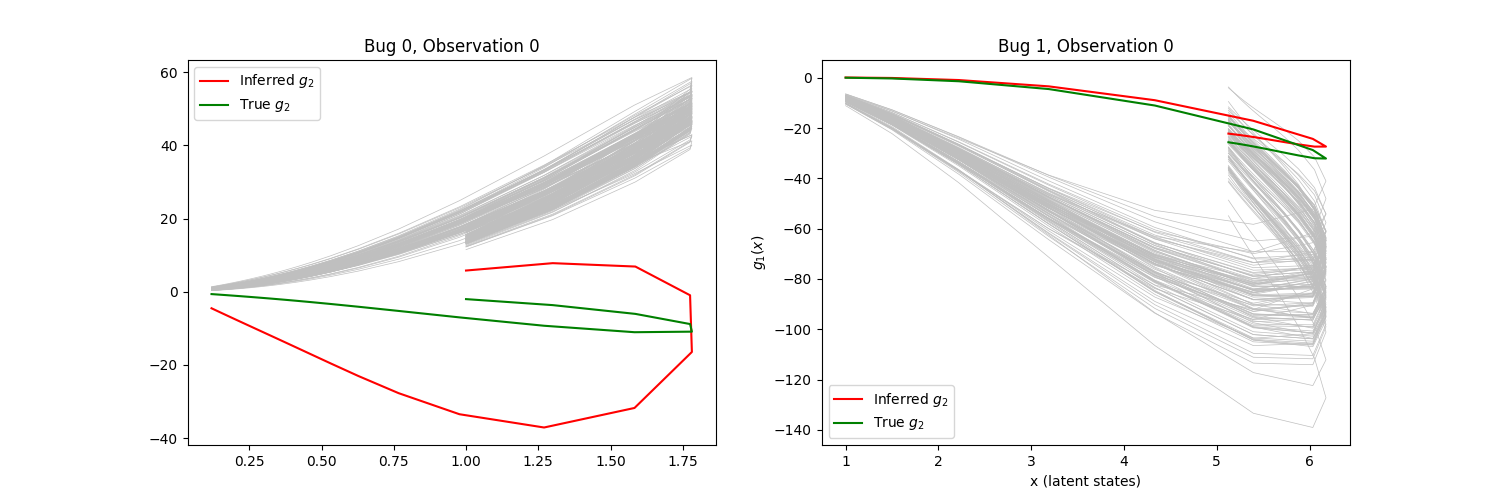 Bug 0, Observation 0
60
40
20
0
−20
−40
0.25 0.50 0.75 1.00 1.25 1.50 1.75
Inferred g₂
True g₂
Bug 1, Observation 0
g₁(x)
0
−20
−40
−60
−80
−100
−120
−140
1 2 3 4 5 6
x (latent states)
Inferred g₂
True g₂